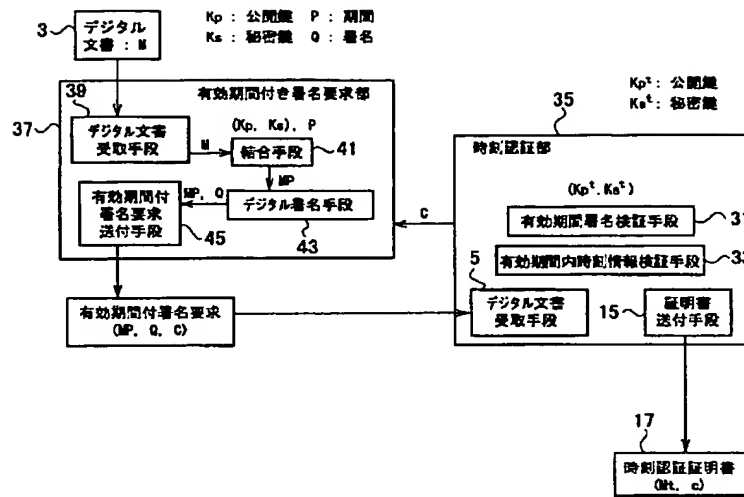 3
デジタル
文書：M
Kp：公開鍵 P：期間
Ks：秘密鍵 Q：署名
Kpᵗ：公開鍵
Ksᵗ：秘密鍵
37
有効期間付き署名要求部
39
デジタル文書
受取手段
M
(Kp, Ks), P
結合手段
41
MP
デジタル署名手段
43
MP, Q
有効期間付
署名要求
送付手段
45
有効期間付署名要求
(MP, Q, C)
C
35
時刻認証部
(Kpᵗ,Ksᵗ)
有効期間署名検証手段
31
有効期間内時刻情報検証手段
33
5
デジタル文書
受取手段
15
証明書
送付手段
17
時刻認証証明書
(Mt, c)